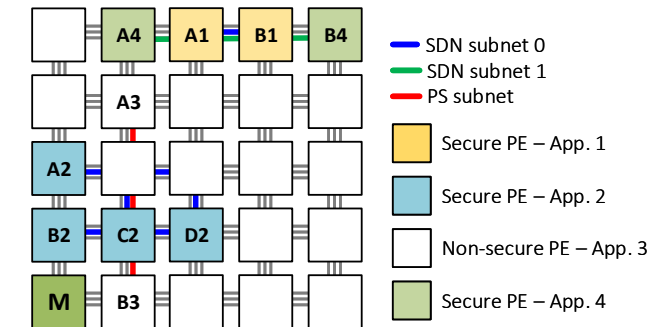 A4 A1 B1 B4
A3
A2
B2 C2 D2
M B3
SDN subnet 0
SDN subnet 1
PS subnet
Secure PE – App. 1
Secure PE – App. 2
Non-secure PE – App. 3
Secure PE – App. 4